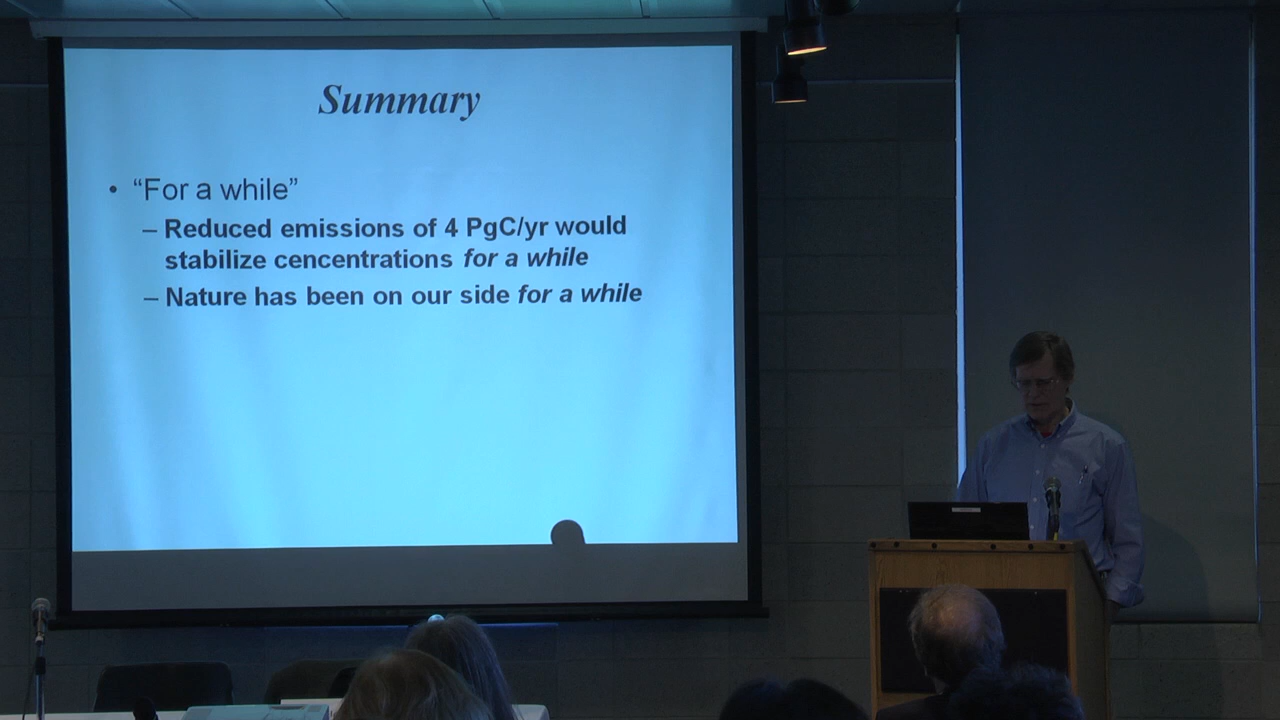 Summary
• “For a while”
– Reduced emissions of 4 PgC/yr would
stabilize cencentrations for a while
– Nature has been on our side for a while